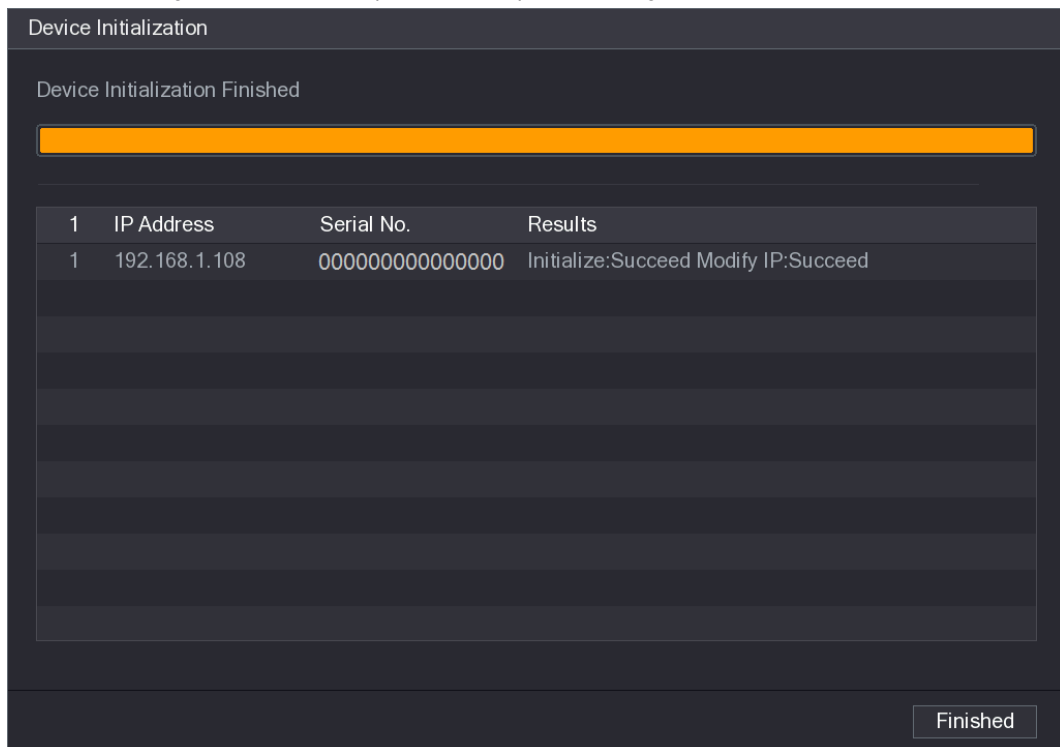 Device Initialization
Device Initialization Finished
1 IP Address Serial No. Results
1 192.168.1.108 000000000000000 Initialize:Succeed Modify IP:Succeed
Finished